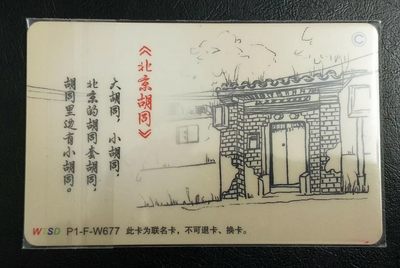 《北京胡同》
大胡同，小胡同，
北京的胡同套胡同，
胡同里边有小胡同。
C
WTSD P1-F-W677 此卡为联名卡，不可退卡、换卡。